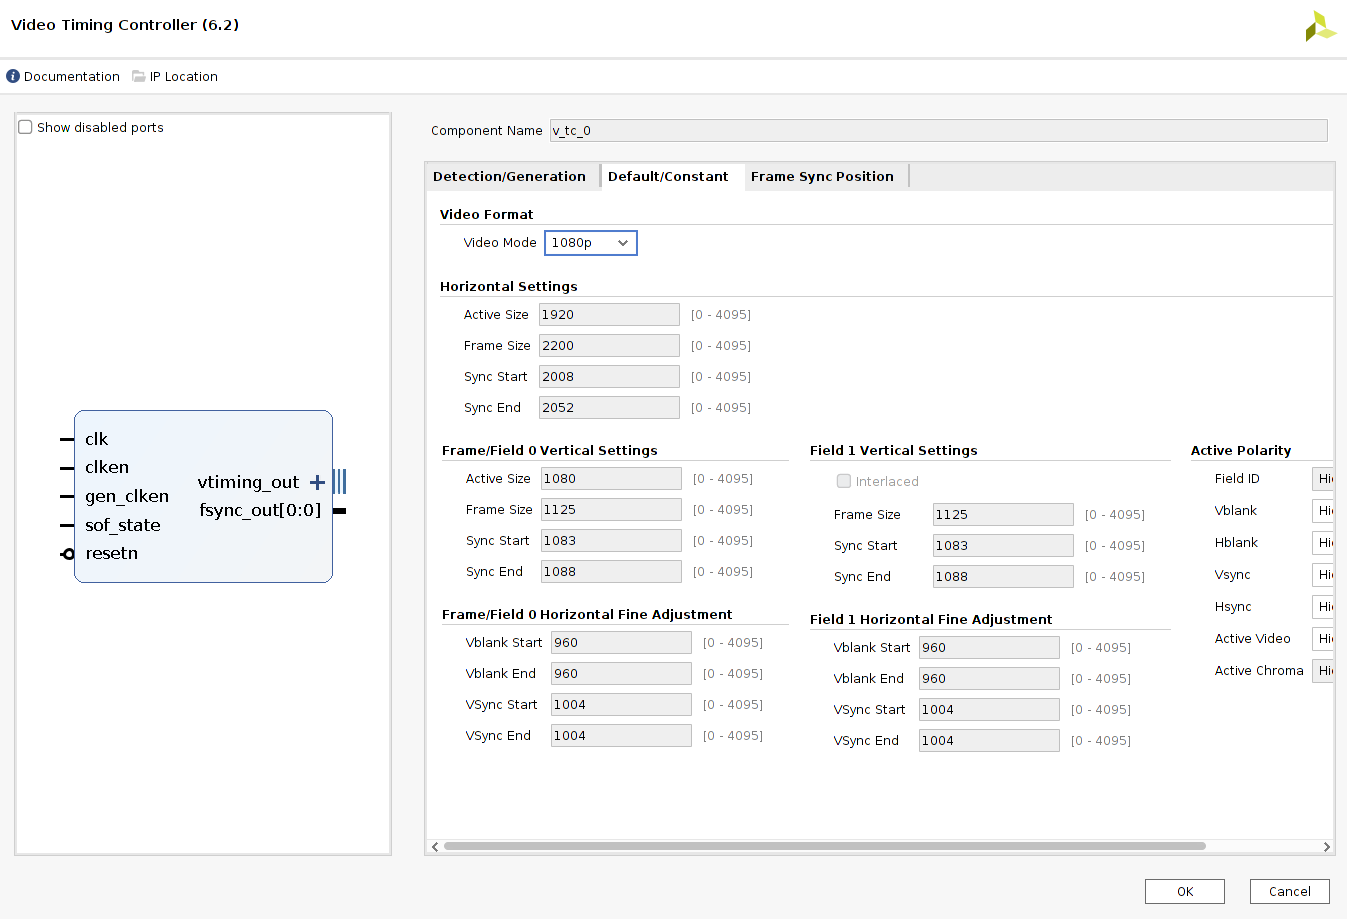 Video Timing Controller (6.2)
Documentation IP Location
Show disabled ports
clk
clken
gen_clken
sof_state
resetn
vtiming_out
fsync_out[0:0]
Component Name v_tc_0
Detection/Generation Default/Constant Frame Sync Position
Video Format
Video Mode 1080p
Horizontal Settings
Active Size 1920 [0 - 4095]
Frame Size 2200 [0 - 4095]
Sync Start 2008 [0 - 4095]
Sync End 2052 [0 - 4095]
Frame/Field 0 Vertical Settings
Active Size 1080 [0 - 4095]
Frame Size 1125 [0 - 4095]
Sync Start 1083 [0 - 4095]
Sync End 1088 [0 - 4095]
Frame/Field 0 Horizontal Fine Adjustment
Vblank Start 960 [0 - 4095]
Vblank End 960 [0 - 4095]
VSync Start 1004 [0 - 4095]
VSync End 1004 [0 - 4095]
Field 1 Vertical Settings
Interlaced
Frame Size 1125 [0 - 4095]
Sync Start 1083 [0 - 4095]
Sync End 1088 [0 - 4095]
Field 1 Horizontal Fine Adjustment
Vblank Start 960 [0 - 4095]
Vblank End 960 [0 - 4095]
VSync Start 1004 [0 - 4095]
VSync End 1004 [0 - 4095]
Active Polarity
Field ID
Vblank
Hblank
Vsync
Hsync
Active Video
Active Chroma
OK Cancel